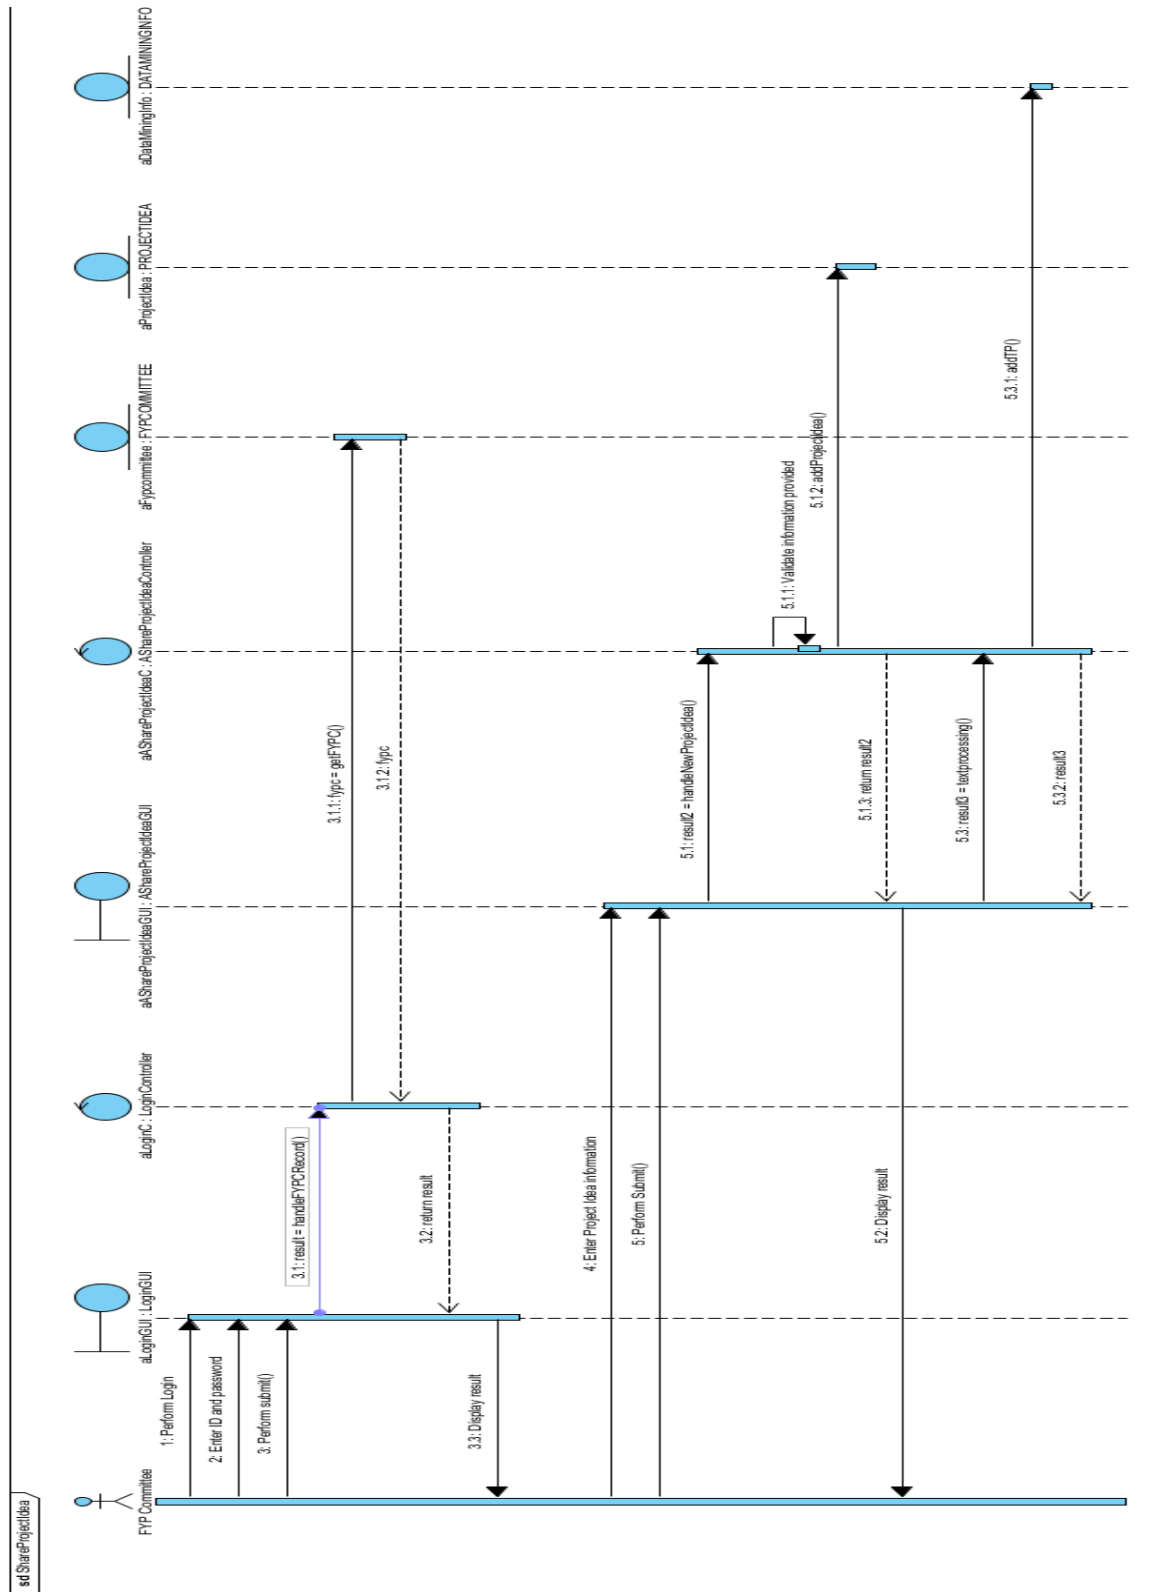 sd ShareProjectIdea
FYP Committee
aLoginGUI : LoginGUI
aLoginC : LoginController
aAShareProjectIdeaGUI : AShareProjectIdeaGUI
aAShareProjectIdeaC : AShareProjectIdeaController
aFypcommittee : FYPCOMMITTEE
aProjectIdea : PROJECTIDEA
aDataMiningInfo : DATAMININGINFO
1: Perform Login
2: Enter ID and password
3: Perform submit()
3.1: result = handleFYPCRecord()
3.1.1: fypc = getFYPC()
3.1.2: fypc
3.2: return result
3.3: Display result
4: Enter Project Idea information
5: Perform Submit()
5.1: result2 = handleNewProjectIdea()
5.1.1: Validate information provided
5.1.2: addProjectIdea()
5.1.3: return result2
5.2: Display result
5.3: result3 = textprocessing()
5.3.1: addTP()
5.3.2: result3